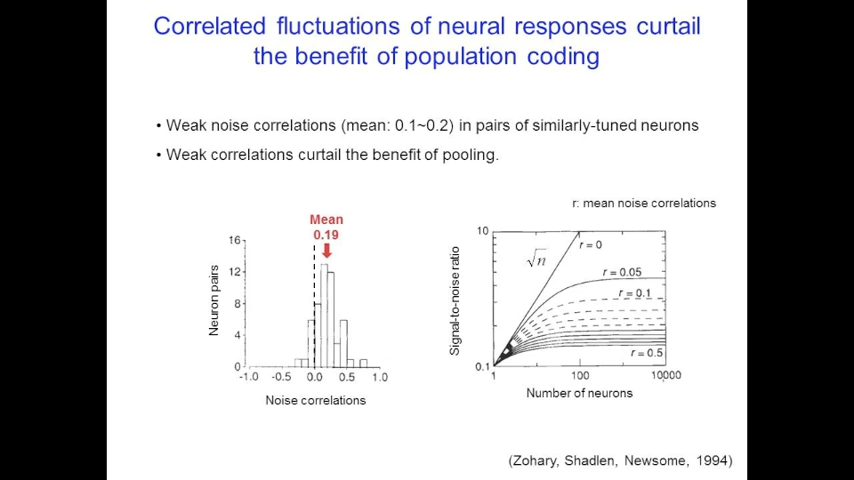 Correlated fluctuations of neural responses curtail
the benefit of population coding
• Weak noise correlations (mean: 0.1~0.2) in pairs of similarly-tuned neurons
• Weak correlations curtail the benefit of pooling.
r: mean noise correlations
Mean
0.19
16
12
8
4
0
Neuron pairs
-1.0 -0.5 0.0 0.5 1.0
Noise correlations
10
0.1
Signal-to-noise ratio
√n
r = 0
r = 0.05
r = 0.1
r = 0.5
1 100 10000
Number of neurons
(Zohary, Shadlen, Newsome, 1994)